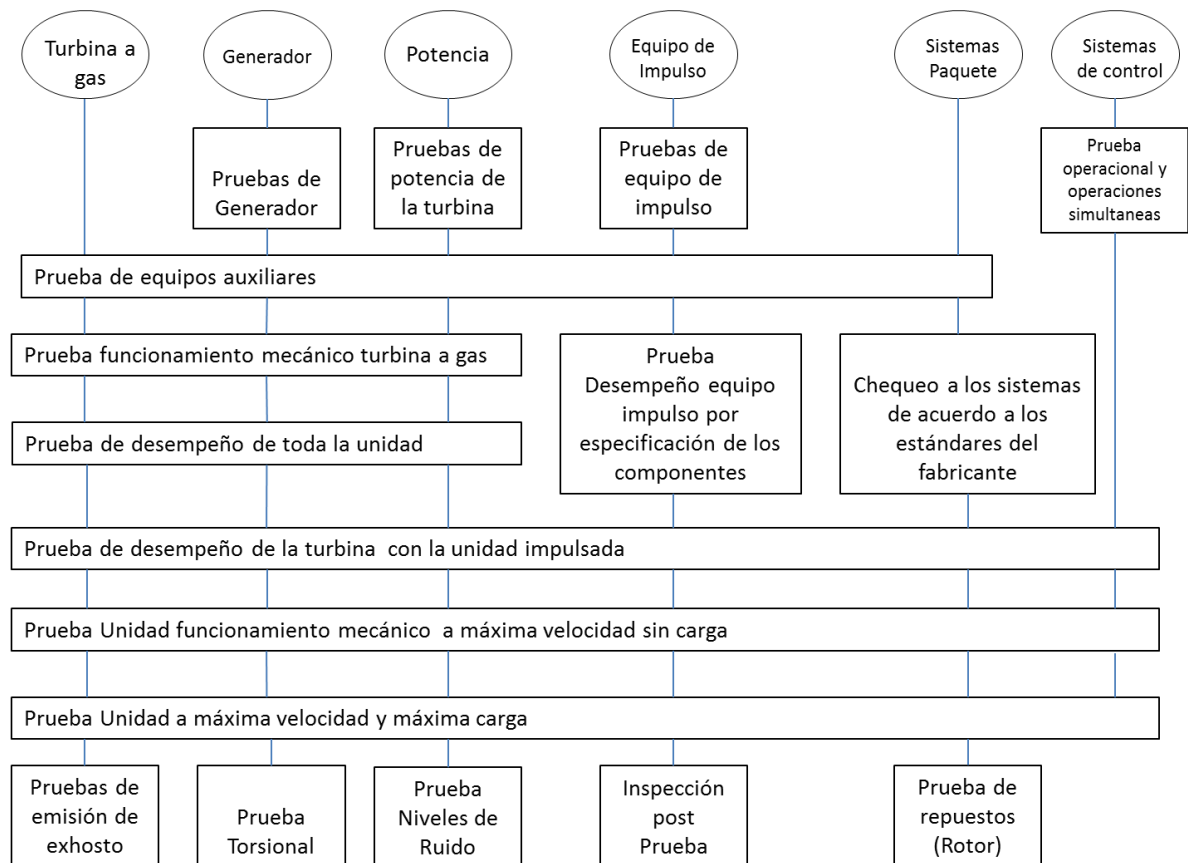 Turbina a
gas
Generador
Potencia
Equipo de
Impulso
Sistemas
Paquete
Sistemas
de control
Pruebas de
Generador
Pruebas de
potencia de
la turbina
Pruebas de
equipo de
impulso
Prueba
operacional y
operaciones
simultaneas
Prueba de equipos auxiliares
Prueba funcionamiento mecánico turbina a gas
Prueba de desempeño de toda la unidad
Prueba
Desempeño equipo
impulso por
especificación de los
componentes
Chequeo a los sistemas
de acuerdo a los
estándares del
fabricante
Prueba de desempeño de la turbina con la unidad impulsada
Prueba Unidad funcionamiento mecánico a máxima velocidad sin carga
Prueba Unidad a máxima velocidad y máxima carga
Pruebas de
emisión de
exhosto
Prueba
Torsional
Prueba
Niveles de
Ruido
Inspección
post
Prueba
Prueba de
repuestos
(Rotor)